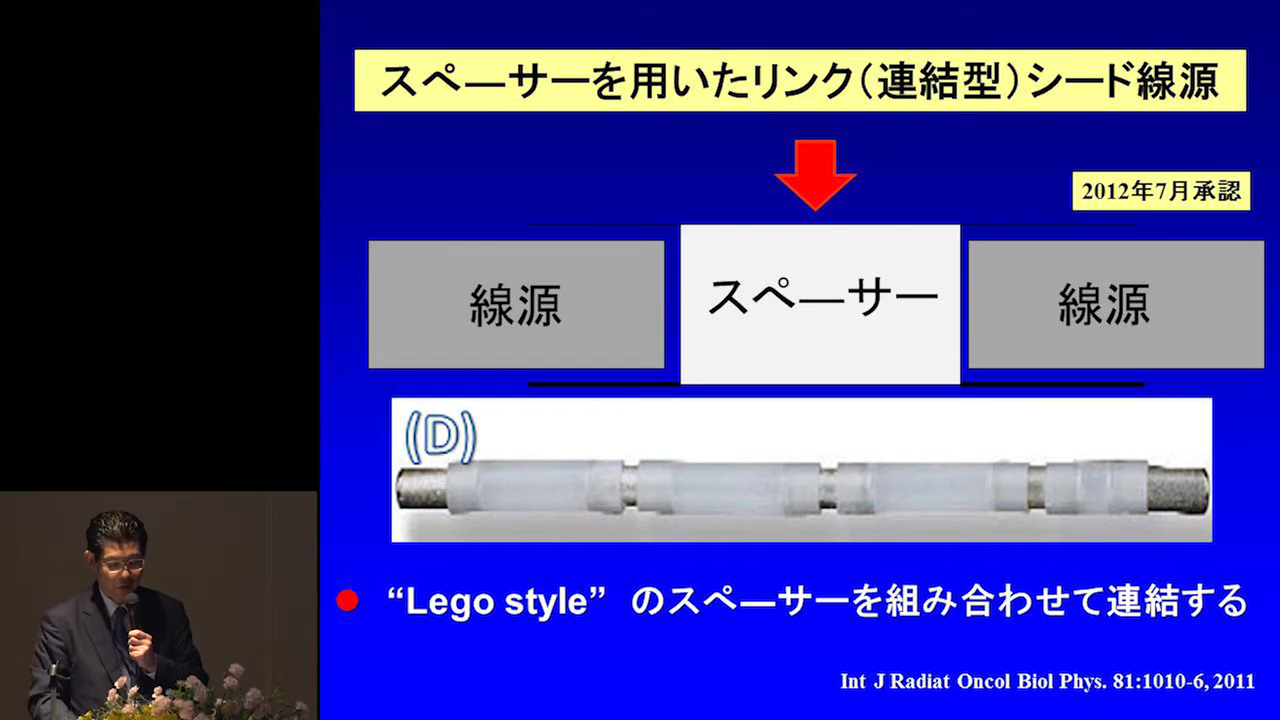 スペーサーを用いたリンク（連結型）シード線源
2012年7月承認
線源
スペーサー
線源
(D)
“Lego style” のスペーサーを組み合わせて連結する
Int J Radiat Oncol Biol Phys. 81:1010-6, 2011